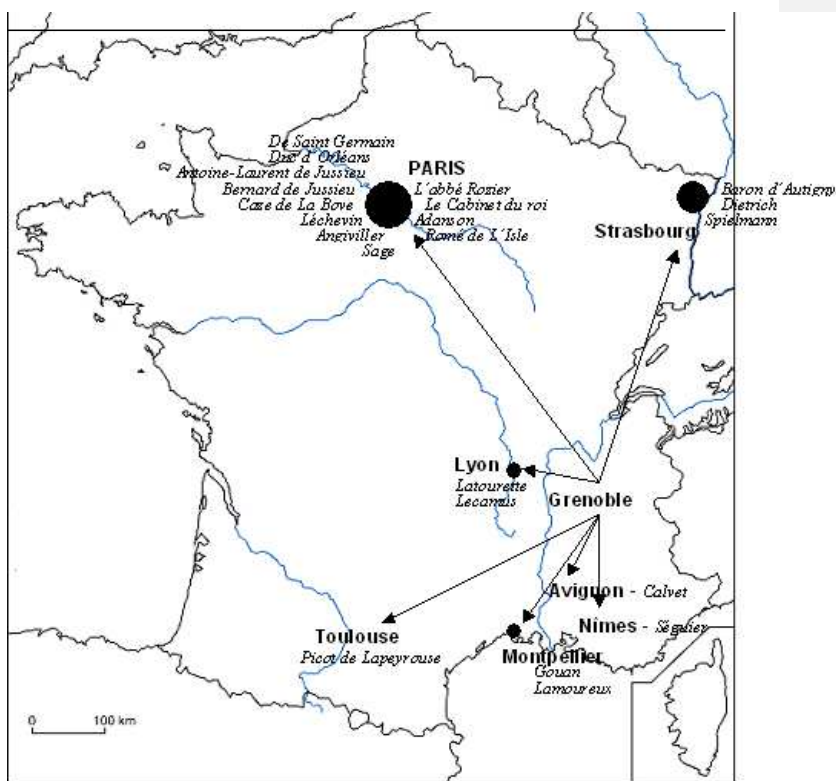 De Saint Germain
Duc d'Orléans
Antoine-Laurent de Jussieu
Bernard de Jussieu
Caze de La Bove
Léchevin
Angiviller
Sage
PARIS
L'abbé Rozier
Le Cabinet du roi
Adanson
Romé de L'Isle
Baron d'Autigny
Dietrich
Spielmann
Strasbourg
Lyon
Latourette
Lecamus
Grenoble
Avignon - Calvet
Nîmes - Séguier
Toulouse
Picot de Lapeyrouse
Montpellier
Gouan
Lamoureux
0 100 km